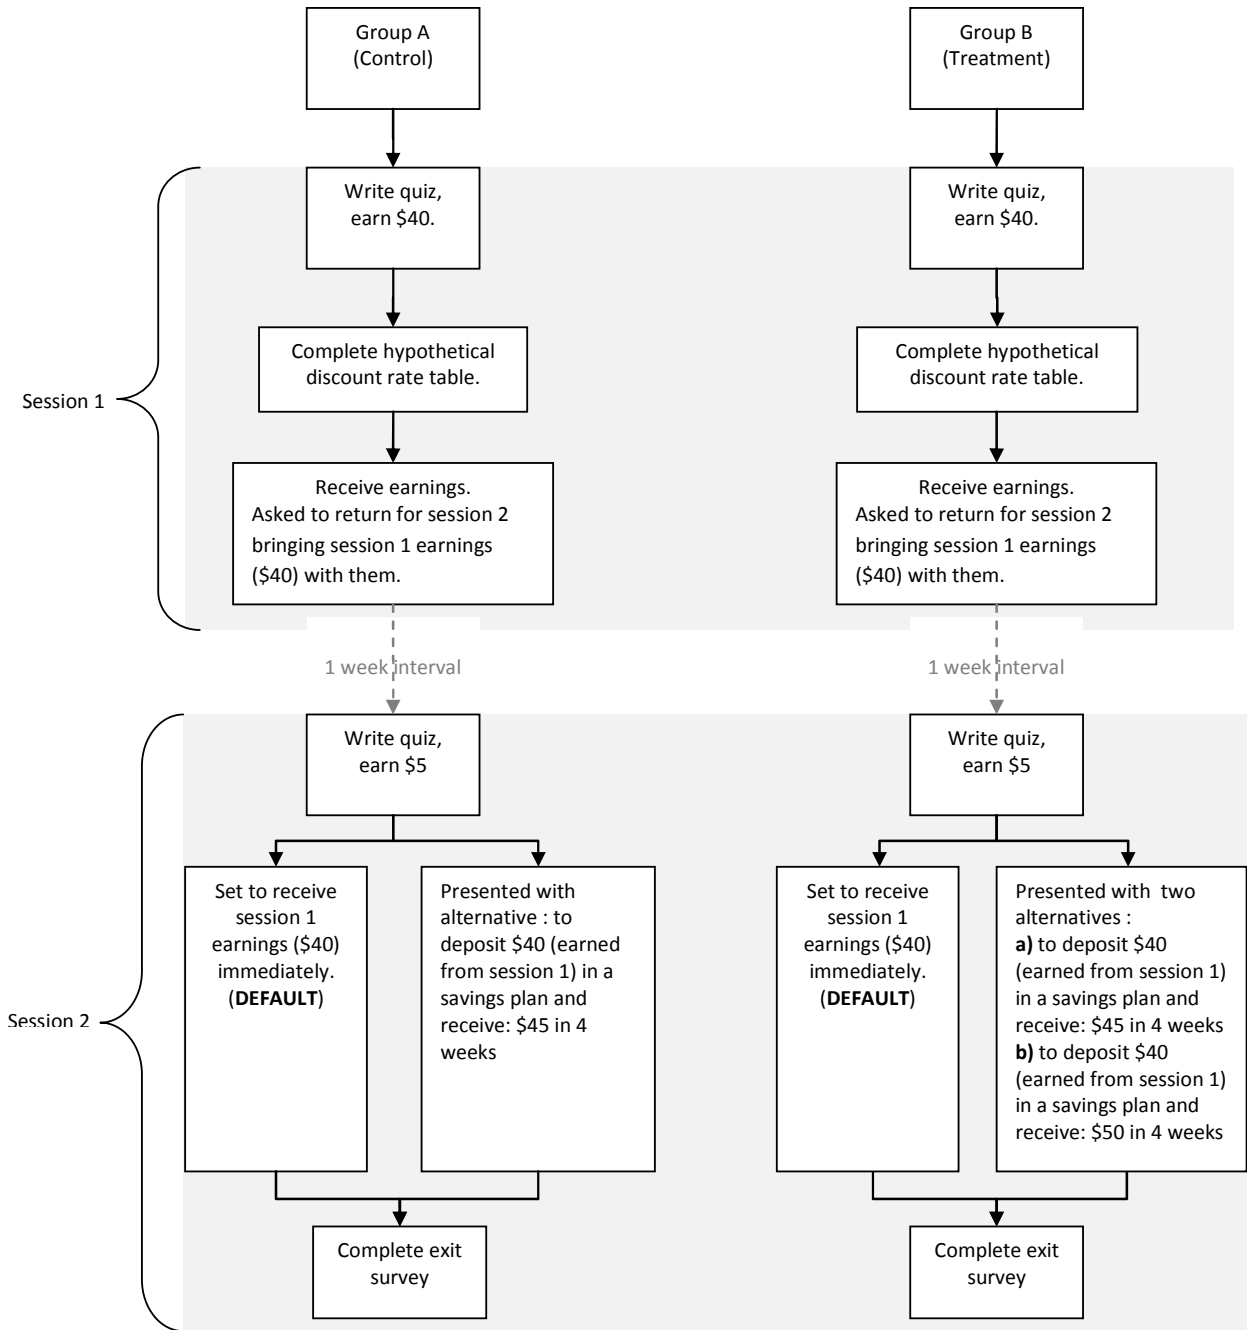 Group A
(Control)
Group B
(Treatment)
Session 1
Write quiz,
earn $40.
Write quiz,
earn $40.
Complete hypothetical
discount rate table.
Complete hypothetical
discount rate table.
Receive earnings.
Asked to return for session 2
bringing session 1 earnings
($40) with them.
Receive earnings.
Asked to return for session 2
bringing session 1 earnings
($40) with them.
1 week interval
1 week interval
Session 2
Write quiz,
earn $5
Write quiz,
earn $5
Set to receive
session 1
earnings ($40)
immediately.
(DEFAULT)
Presented with
alternative : to
deposit $40 (earned
from session 1) in a
savings plan and
receive: $45 in 4
weeks
Set to receive
session 1
earnings ($40)
immediately.
(DEFAULT)
Presented with  two
alternatives :
a) to deposit $40
(earned from session 1)
in a savings plan and
receive: $45 in 4 weeks
b) to deposit $40
(earned from session 1)
in a savings plan and
receive: $50 in 4 weeks
Complete exit
survey
Complete exit
survey